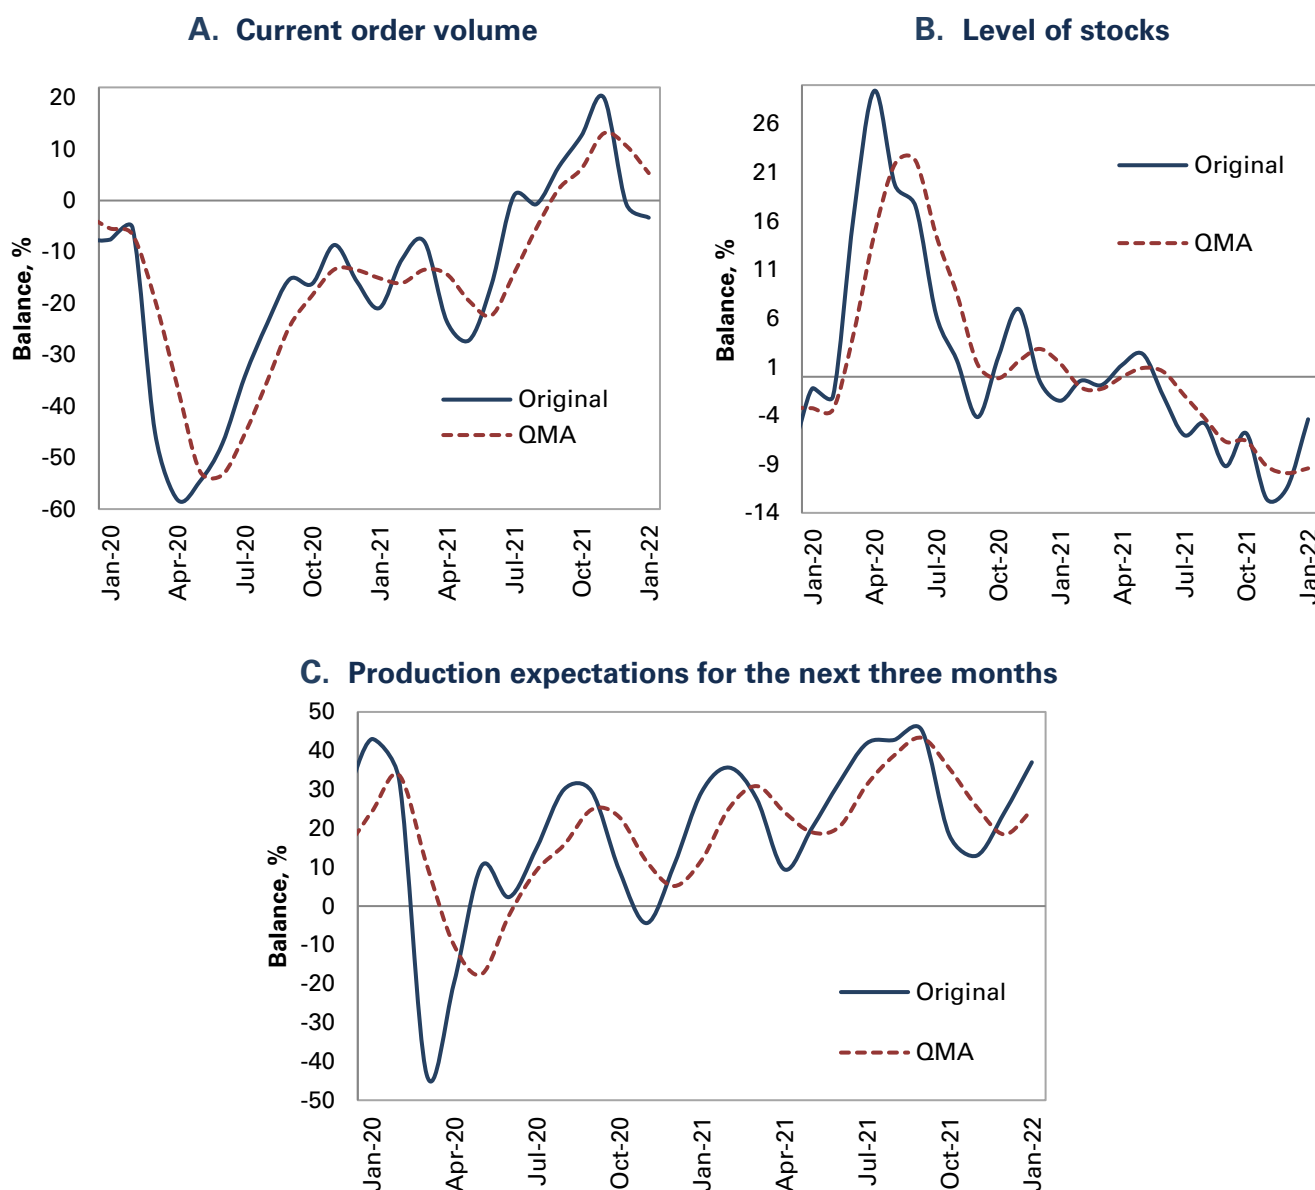 A. Current order volume
Balance, %
20
10
0
-10
-20
-30
-40
-50
-60
Original
QMA
Jan-20
Apr-20
Jul-20
Oct-20
Jan-21
Apr-21
Jul-21
Oct-21
Jan-22
B. Level of stocks
Balance, %
26
21
16
11
6
1
-4
-9
-14
Original
QMA
Jan-20
Apr-20
Jul-20
Oct-20
Jan-21
Apr-21
Jul-21
Oct-21
Jan-22
C. Production expectations for the next three months
Balance, %
50
40
30
20
10
0
-10
-20
-30
-40
-50
Original
QMA
Jan-20
Apr-20
Jul-20
Oct-20
Jan-21
Apr-21
Jul-21
Oct-21
Jan-22